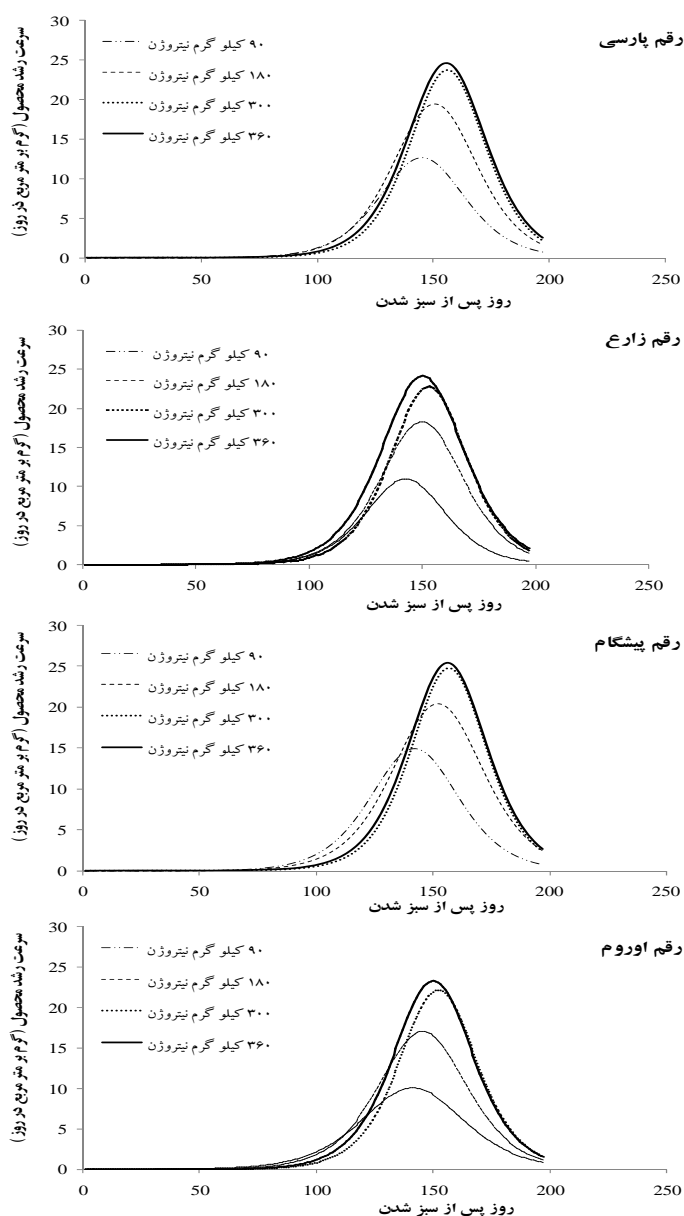 رقم پارسی
سرعت رشد محصول (گرم بر متر مربع در روز)
30
25
20
15
10
5
0
۹۰ کیلو گرم نیتروژن
۱۸۰ کیلو گرم نیتروژن
۳۰۰ کیلو گرم نیتروژن
۳۶۰ کیلو گرم نیتروژن
0 50 100 150 200 250
روز پس از سبز شدن
رقم زارع
سرعت رشد محصول (گرم بر متر مربع در روز)
30
25
20
15
10
5
0
۹۰ کیلو گرم نیتروژن
۱۸۰ کیلو گرم نیتروژن
۳۰۰ کیلو گرم نیتروژن
۳۶۰ کیلو گرم نیتروژن
0 50 100 150 200 250
روز پس از سبز شدن
رقم پیشگام
سرعت رشد محصول (گرم بر متر مربع در روز)
30
25
20
15
10
5
0
۹۰ کیلو گرم نیتروژن
۱۸۰ کیلو گرم نیتروژن
۳۰۰ کیلو گرم نیتروژن
۳۶۰ کیلو گرم نیتروژن
0 50 100 150 200 250
روز پس از سبز شدن
رقم اوروم
سرعت رشد محصول (گرم بر متر مربع در روز)
30
25
20
15
10
5
0
۹۰ کیلو گرم نیتروژن
۱۸۰ کیلو گرم نیتروژن
۳۰۰ کیلو گرم نیتروژن
۳۶۰ کیلو گرم نیتروژن
0 50 100 150 200 250
روز پس از سبز شدن